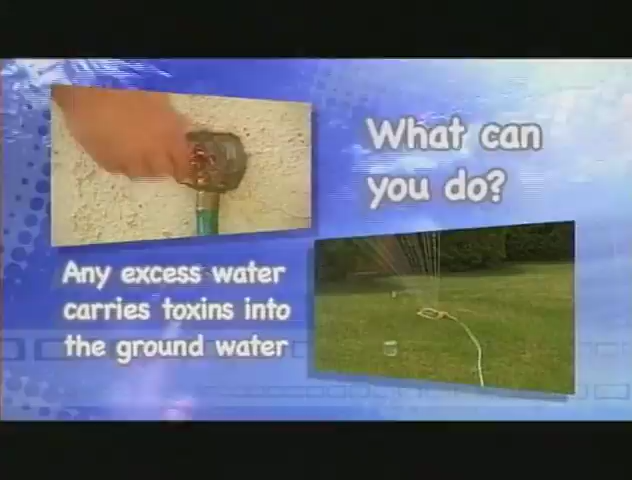 What can
you do?
Any excess water
carries toxins into
the ground water